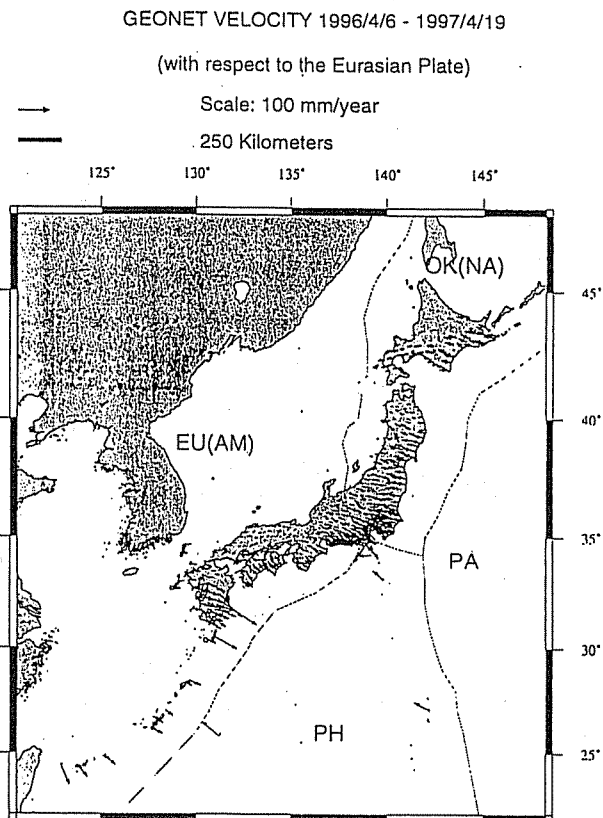 GEONET VELOCITY 1996/4/6 - 1997/4/19
(with respect to the Eurasian Plate)
Scale: 100 mm/year
250 Kilometers
125° 130° 135° 140° 145°
OK(NA)
45°
40°
EU(AM)
35°
PA
30°
PH
25°